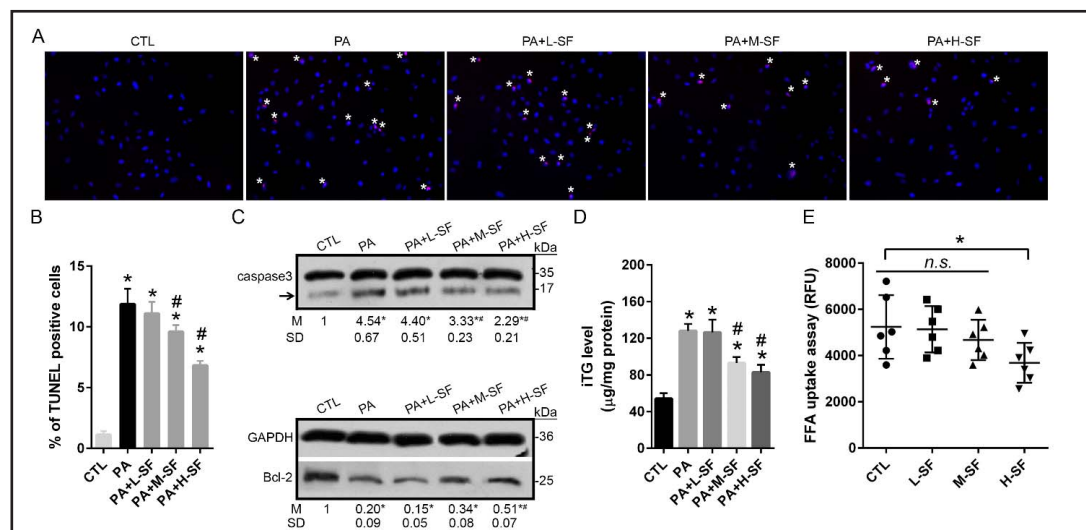 A
CTL
PA
PA+L-SF
PA+M-SF
PA+H-SF
B
% of TUNEL positive cells
15
10
5
0
* * # * # *
CTL
PA
PA+L-SF
PA+M-SF
PA+H-SF
C
CTL PA PA+L-SF PA+M-SF PA+H-SF kDa
caspase3 35
17
M 1 4.54* 4.40* 3.33*# 2.29*#
SD 0.67 0.51 0.23 0.21
CTL PA PA+L-SF PA+M-SF PA+H-SF kDa
GAPDH 36
Bcl-2 25
M 1 0.20* 0.15* 0.34* 0.51*#
SD 0.09 0.05 0.08 0.07
D
iTG level
(µg/mg protein)
160
120
80
40
0
* * # * # *
CTL
PA
PA+L-SF
PA+M-SF
PA+H-SF
E
FFA uptake assay (RFU)
8000
6000
4000
2000
0
*
n.s.
CTL
L-SF
M-SF
H-SF